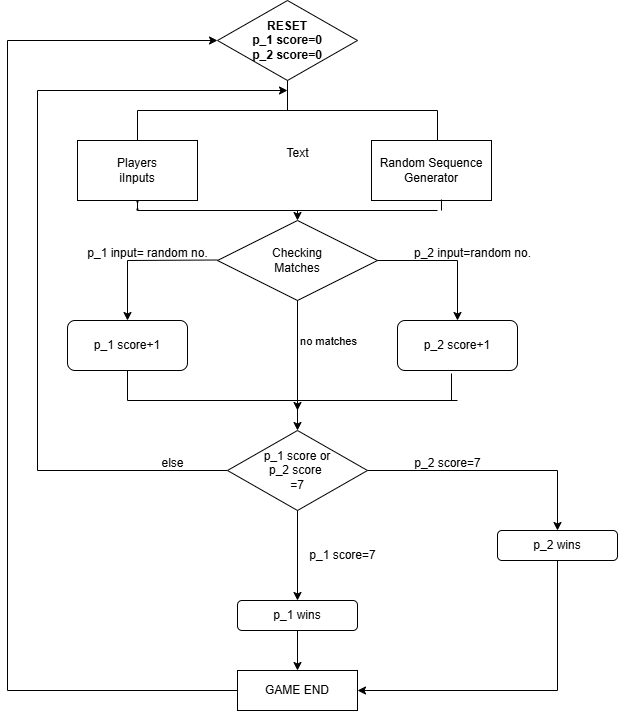 RESET
p_1 score=0
p_2 score=0
Players
iInputs
Text
Random Sequence
Generator
p_1 input= random no.
Checking
Matches
p_2 input=random no.
p_1 score+1
no matches
p_2 score+1
else
p_1 score or
p_2 score
=7
p_2 score=7
p_2 wins
p_1 score=7
p_1 wins
GAME END